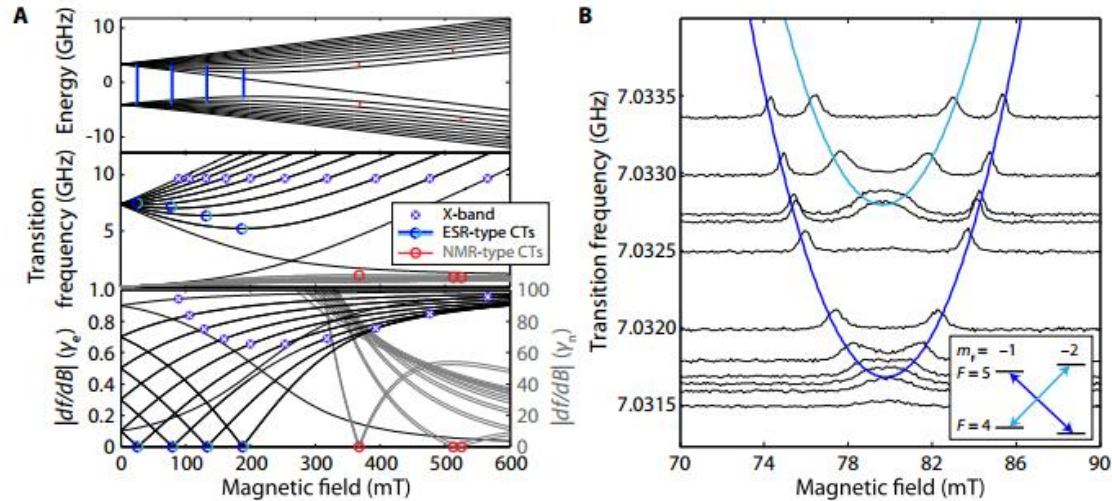 A
Energy (GHz)
10
0
-10
Transition
frequency (GHz)
10
5
X-band
ESR-type CTs
NMR-type CTs
|df/dB| (γe)
1.0
0.8
0.6
0.4
0.2
0
100
80
60
40
20
0
|df/dB| (γn)
0 100 200 300 400 500 600
Magnetic field (mT)
B
Transition frequency (GHz)
7.0335
7.0330
7.0325
7.0320
7.0315
mF = −1 −2
F = 5
F = 4
70 74 78 82 86 90
Magnetic field (mT)